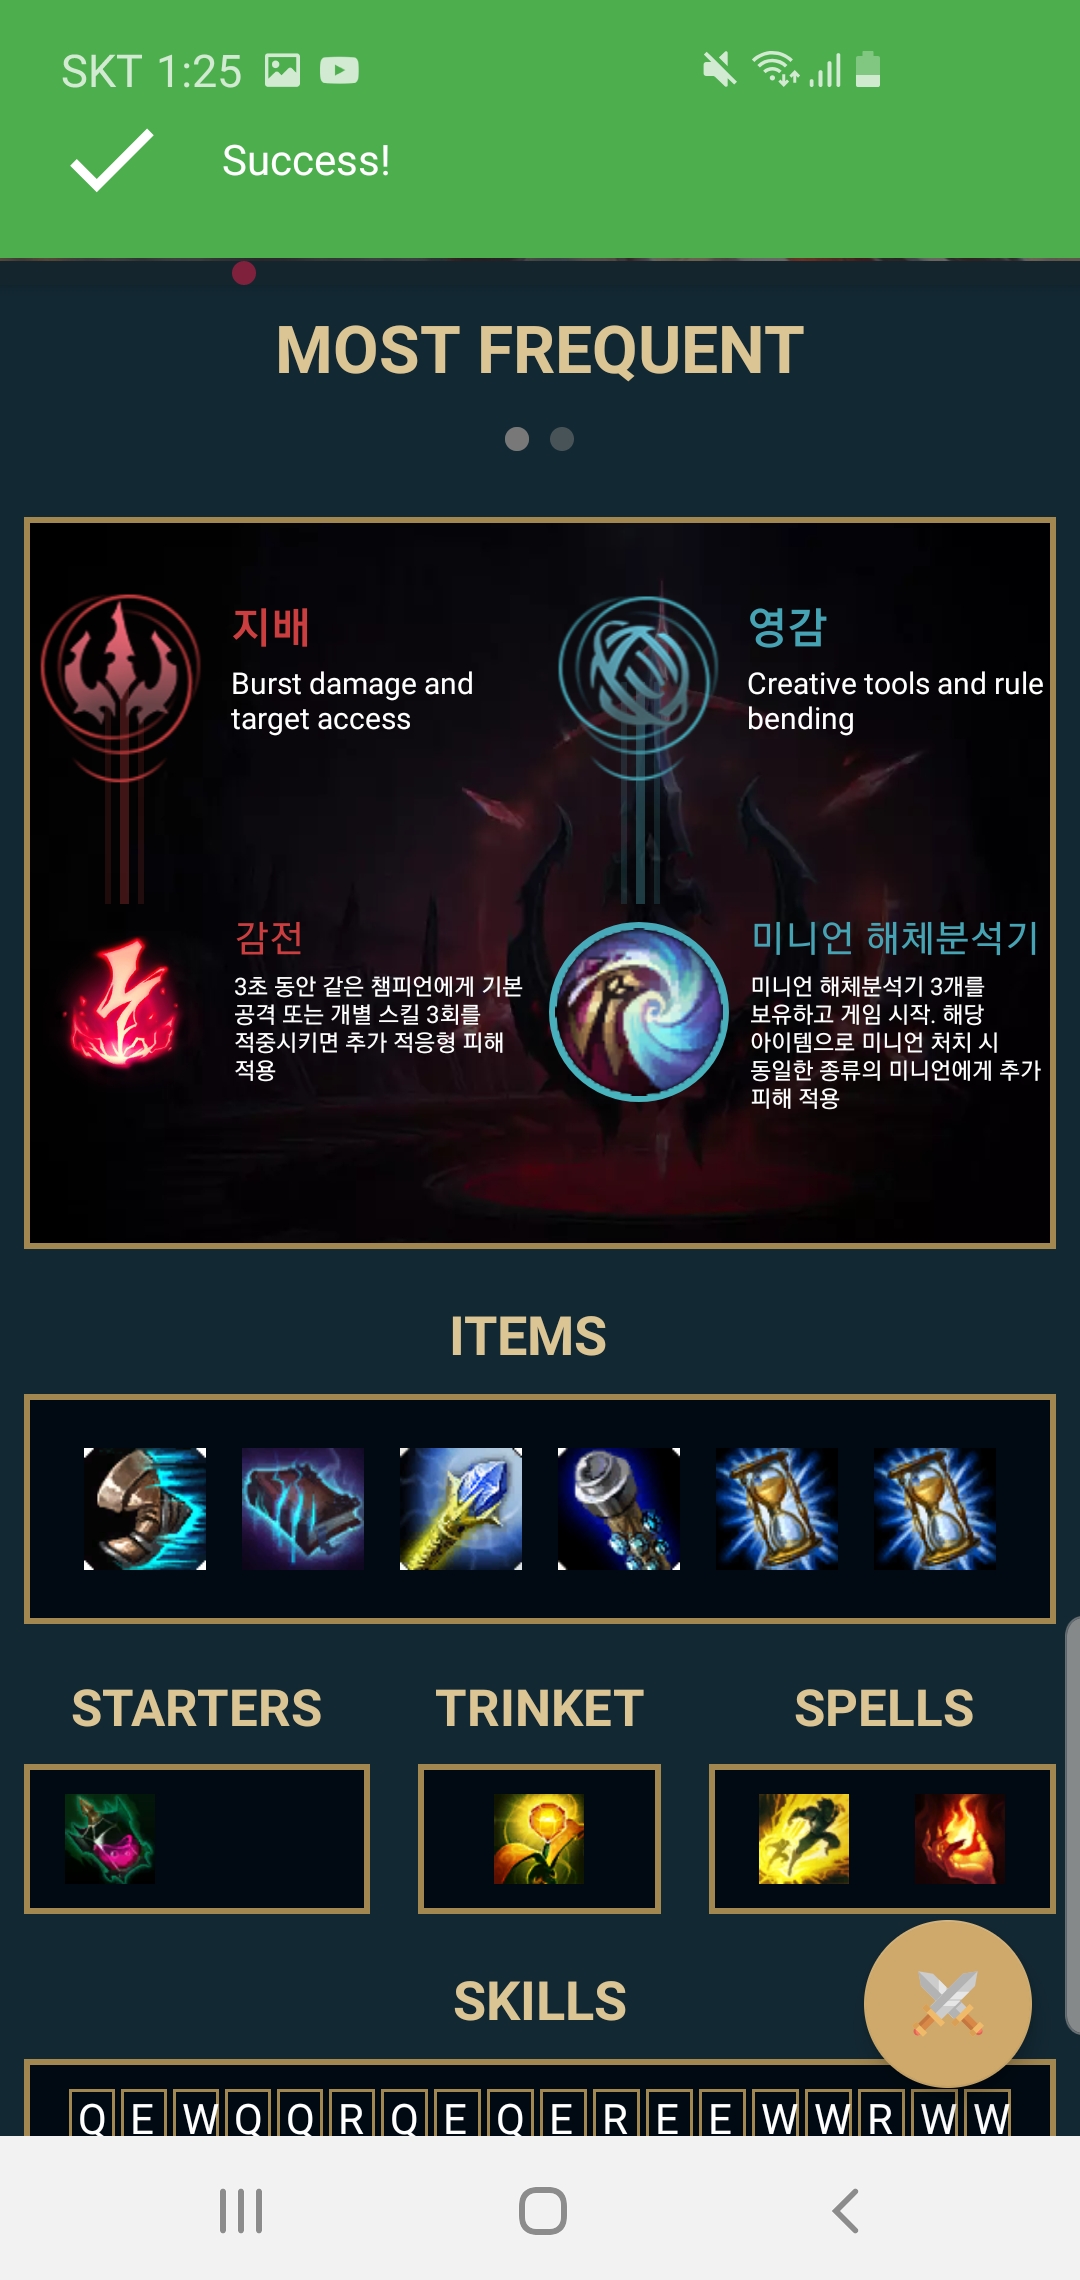 SKT 1:25
Success!
MOST FREQUENT
지배
Burst damage and
target access
영감
Creative tools and rule
bending
감전
3초 동안 같은 챔피언에게 기본
공격 또는 개별 스킬 3회를
적중시키면 추가 적응형 피해
적용
미니언 해체분석기
미니언 해체분석기 3개를
보유하고 게임 시작. 해당
아이템으로 미니언 처치 시
동일한 종류의 미니언에게 추가
피해 적용
ITEMS
STARTERS
TRINKET
SPELLS
SKILLS
Q E W Q Q R Q E Q E R E E W W R W W